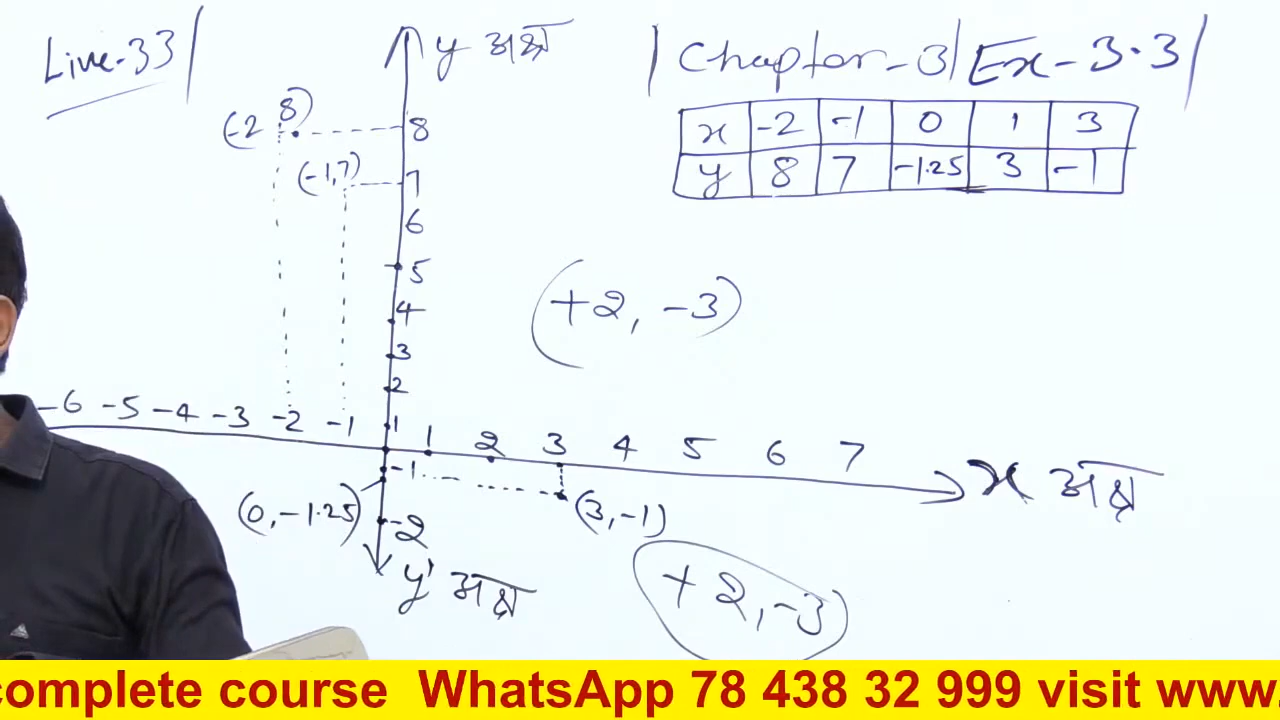 Live-33 |
| Chapter-3 | Ex-3.3 |
y अक्ष
x -2 -1 0 1 3
y 8 7 -1.25 3 -1
(-2 8)
8
(-1,7)
7
6
5
(+2, -3)
4
3
2
1
-6 -5 -4 -3 -2 -1 1 2 3 4 5 6 7
x अक्ष
-1
(0, -1.25)
(3, -1)
-2
y' अक्ष
+2, -3
complete course WhatsApp 78 438 32 999 visit www.